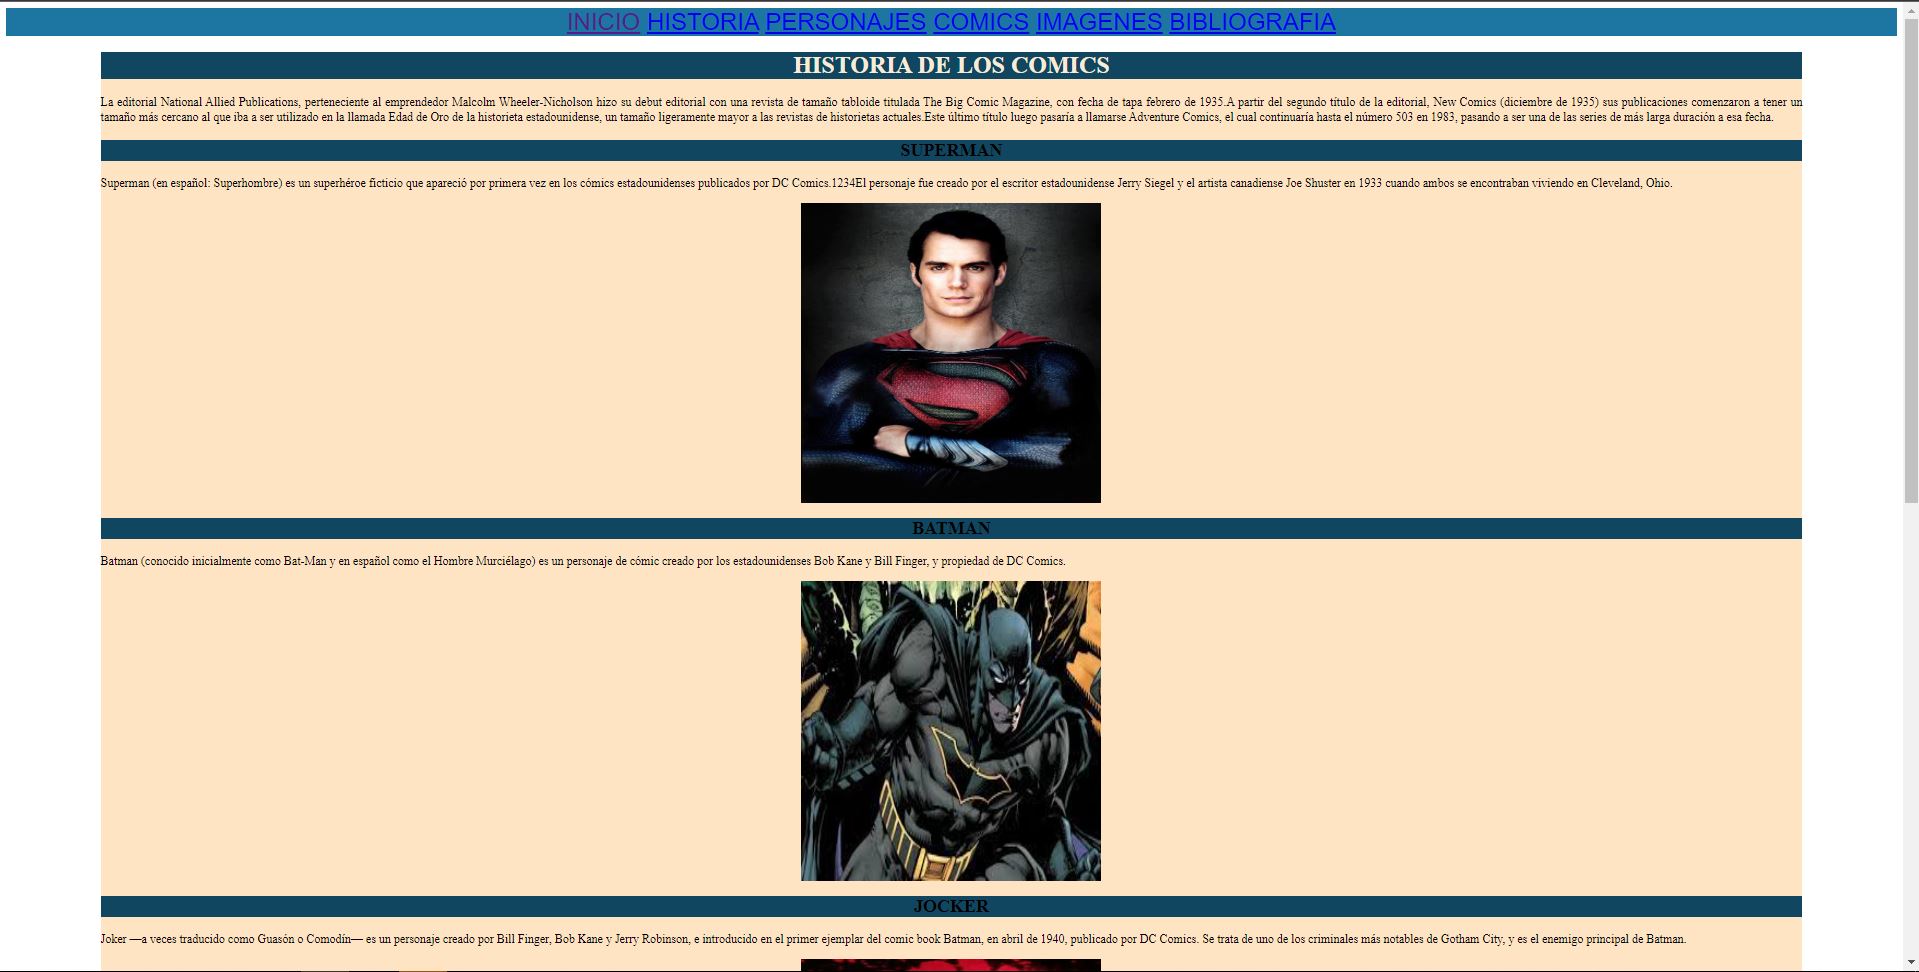 INICIO HISTORIA PERSONAJES COMICS IMAGENES BIBLIOGRAFIA
HISTORIA DE LOS COMICS
La editorial National Allied Publications, perteneciente al emprendedor Malcolm Wheeler-Nicholson hizo su debut editorial con una revista de tamaño tabloide titulada The Big Comic Magazine, con fecha de tapa febrero de 1935.A partir del segundo título de la editorial, New Comics (diciembre de 1935) sus publicaciones comenzaron a tener un
tamaño más cercano al que iba a ser utilizado en la llamada Edad de Oro de la historieta estadounidense, un tamaño ligeramente mayor a las revistas de historietas actuales.Este último título luego pasaría a llamarse Adventure Comics, el cual continuaría hasta el número 503 en 1983, pasando a ser una de las series de más larga duración a esa fecha.
SUPERMAN
Superman (en español: Superhombre) es un superhéroe ficticio que apareció por primera vez en los cómics estadounidenses publicados por DC Comics.1234El personaje fue creado por el escritor estadounidense Jerry Siegel y el artista canadiense Joe Shuster en 1933 cuando ambos se encontraban viviendo en Cleveland, Ohio.
BATMAN
Batman (conocido inicialmente como Bat-Man y en español como el Hombre Murciélago) es un personaje de cómic creado por los estadounidenses Bob Kane y Bill Finger, y propiedad de DC Comics.
JOCKER
Joker —a veces traducido como Guasón o Comodín— es un personaje creado por Bill Finger, Bob Kane y Jerry Robinson, e introducido en el primer ejemplar del comic book Batman, en abril de 1940, publicado por DC Comics. Se trata de uno de los criminales más notables de Gotham City, y es el enemigo principal de Batman.